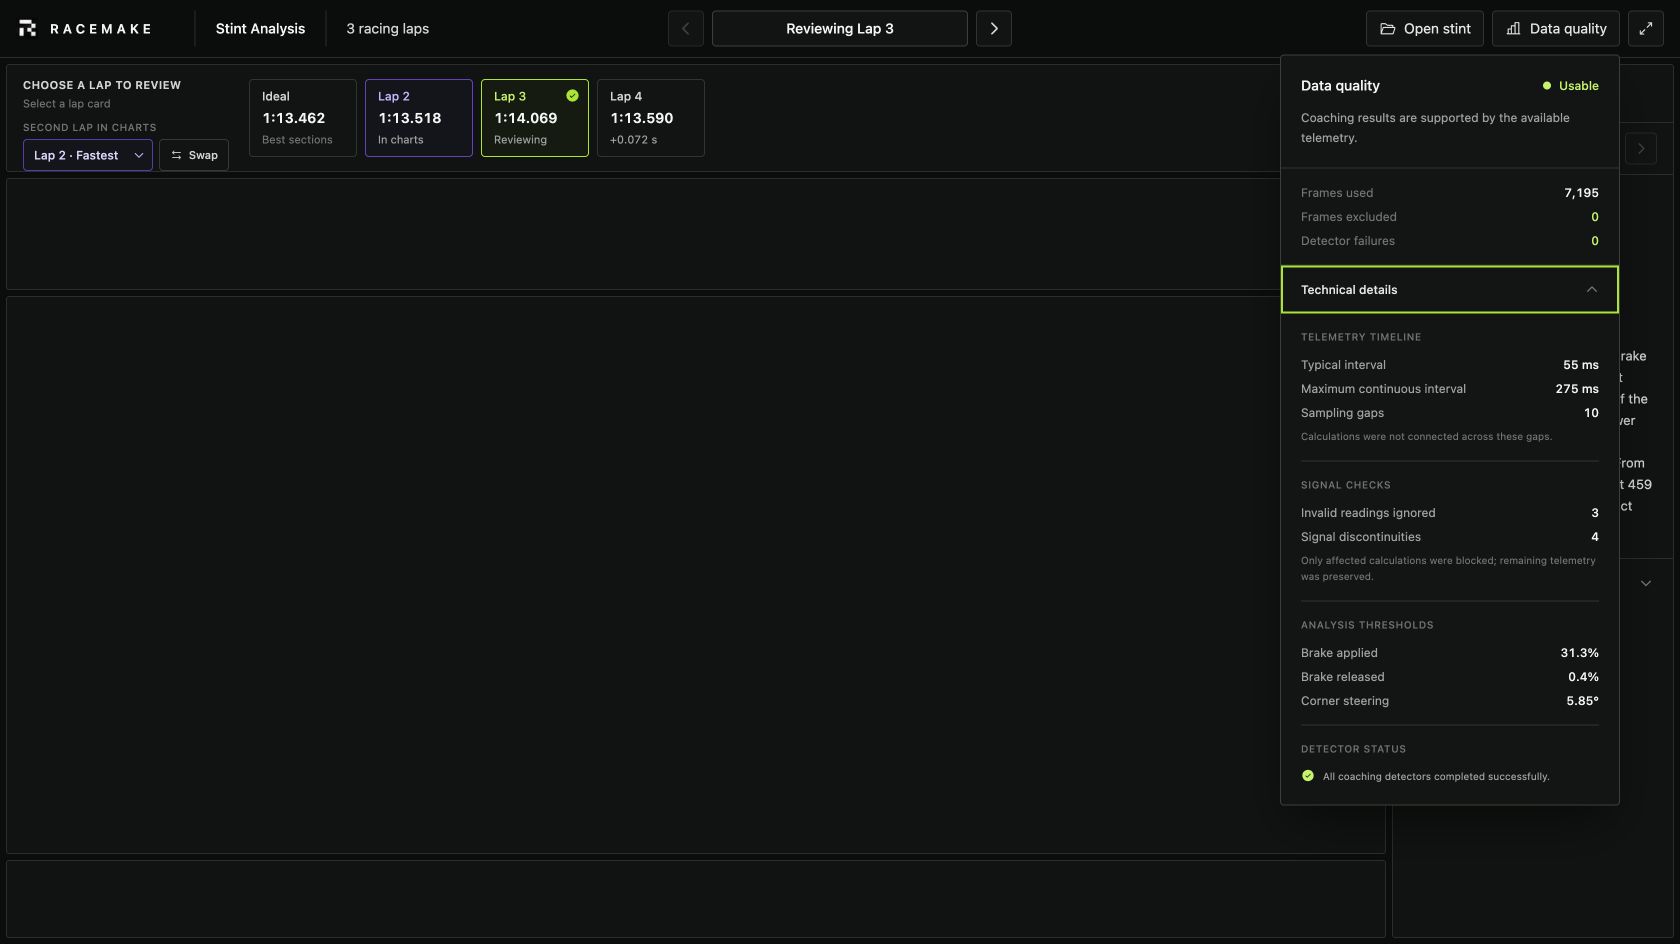 RACEMAKE
Stint Analysis
3 racing laps
Reviewing Lap 3
Open stint
Data quality
CHOOSE A LAP TO REVIEW
Select a lap card
SECOND LAP IN CHARTS
Lap 2 · Fastest
Swap
Ideal
1:13.462
Best sections
Lap 2
1:13.518
In charts
Lap 3
1:14.069
Reviewing
Lap 4
1:13.590
+0.072 s
Data quality
Usable
Coaching results are supported by the available
telemetry.
Frames used 7,195
Frames excluded 0
Detector failures 0
Technical details
TELEMETRY TIMELINE
Typical interval 55 ms
Maximum continuous interval 275 ms
Sampling gaps 10
Calculations were not connected across these gaps.
SIGNAL CHECKS
Invalid readings ignored 3
Signal discontinuities 4
Only affected calculations were blocked; remaining telemetry
was preserved.
ANALYSIS THRESHOLDS
Brake applied 31.3%
Brake released 0.4%
Corner steering 5.85°
DETECTOR STATUS
All coaching detectors completed successfully.
the
459